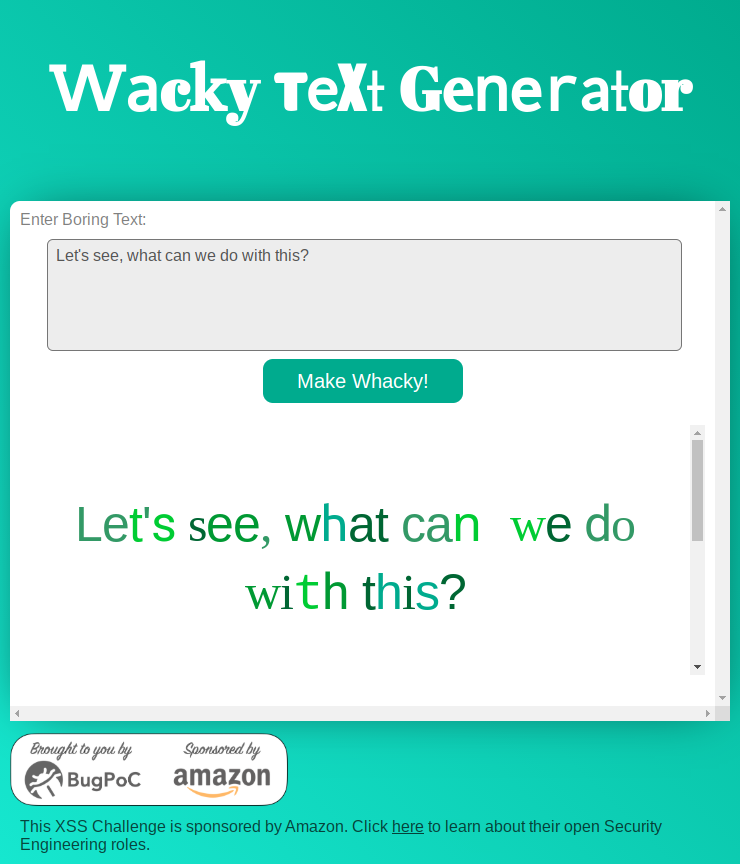 Wacky TeXt Generator
Enter Boring Text:
Let's see, what can we do with this?
Make Whacky!
Let's see, what can we do
with this?
Brought to you by
BugPoC
Sponsored by
amazon
This XSS Challenge is sponsored by Amazon. Click here to learn about their open Security
Engineering roles.